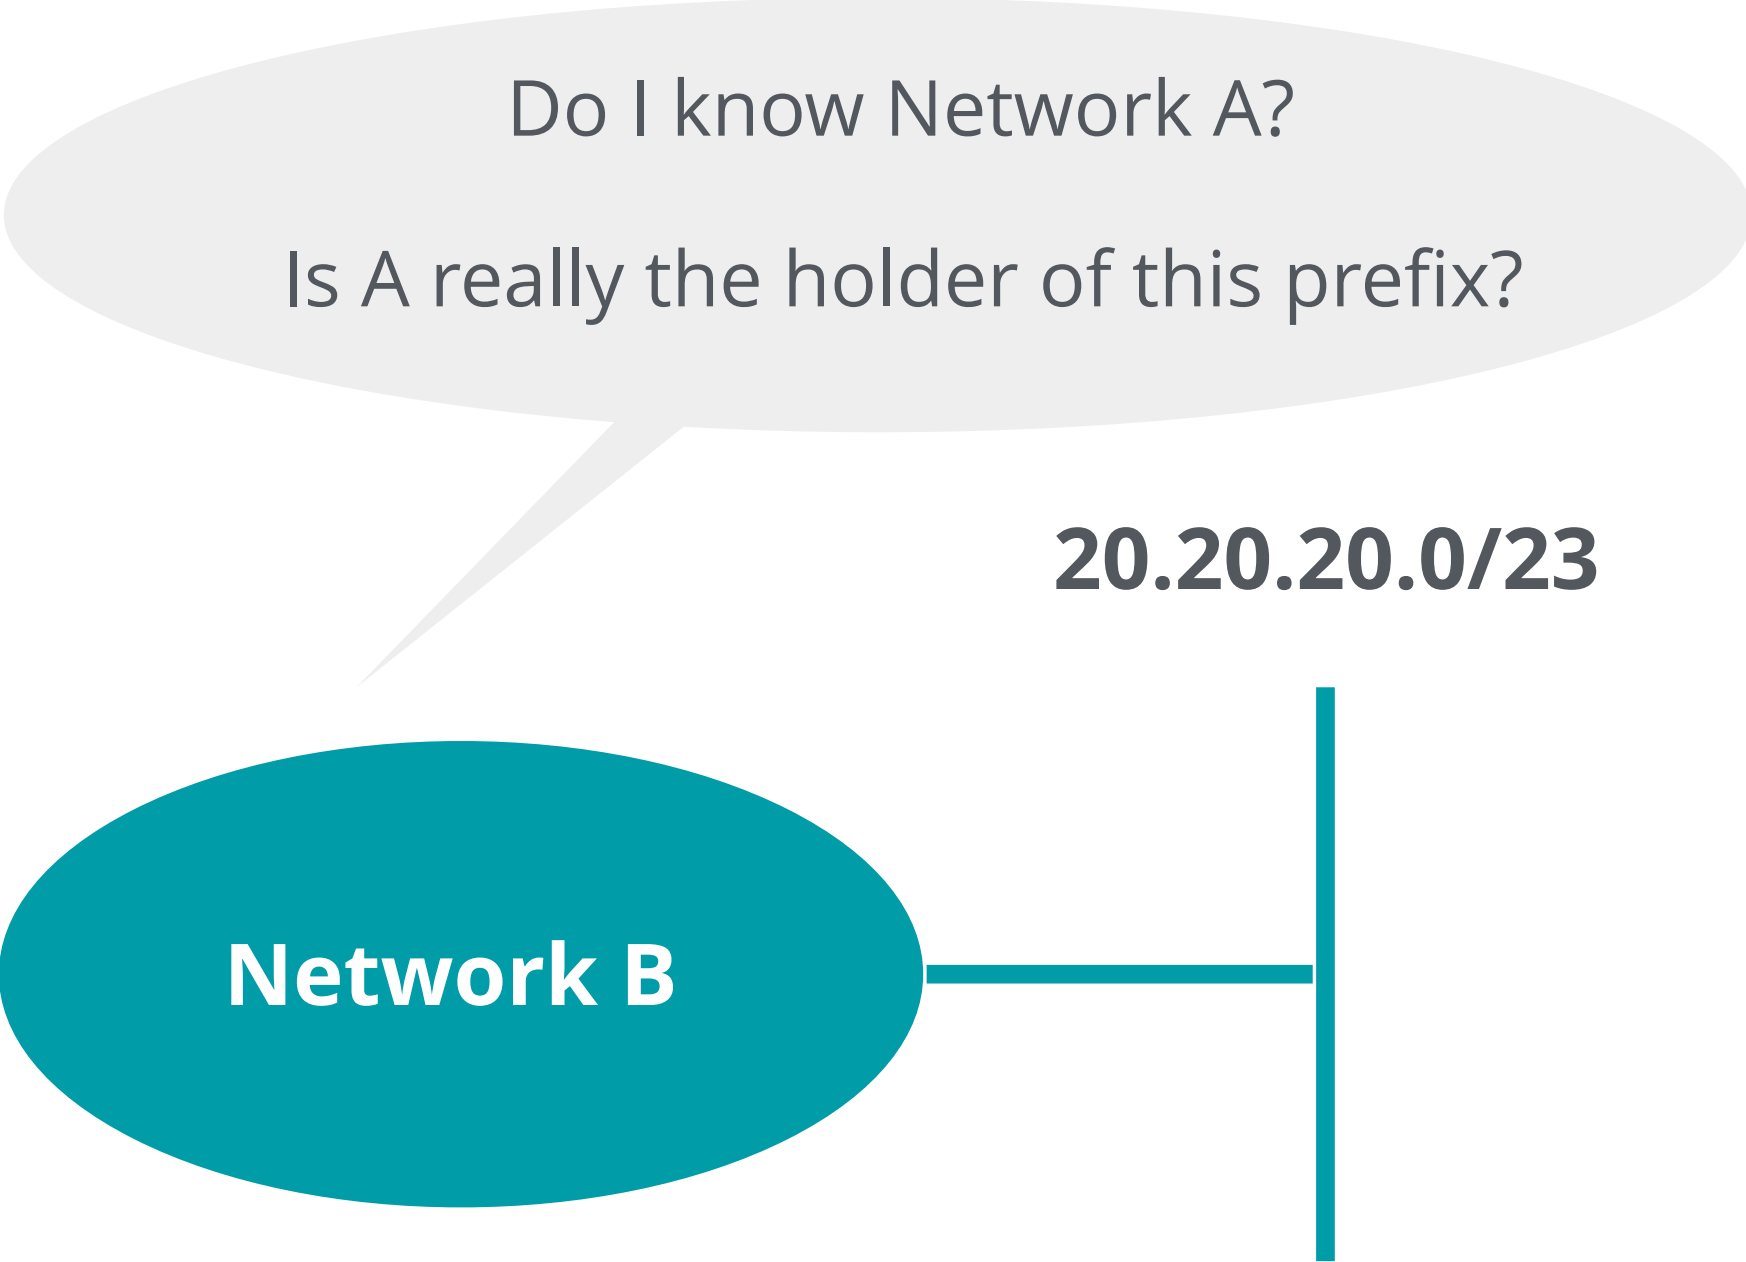 Do I know Network A?
Is A really the holder of this prefix?
20.20.20.0/23
Network B